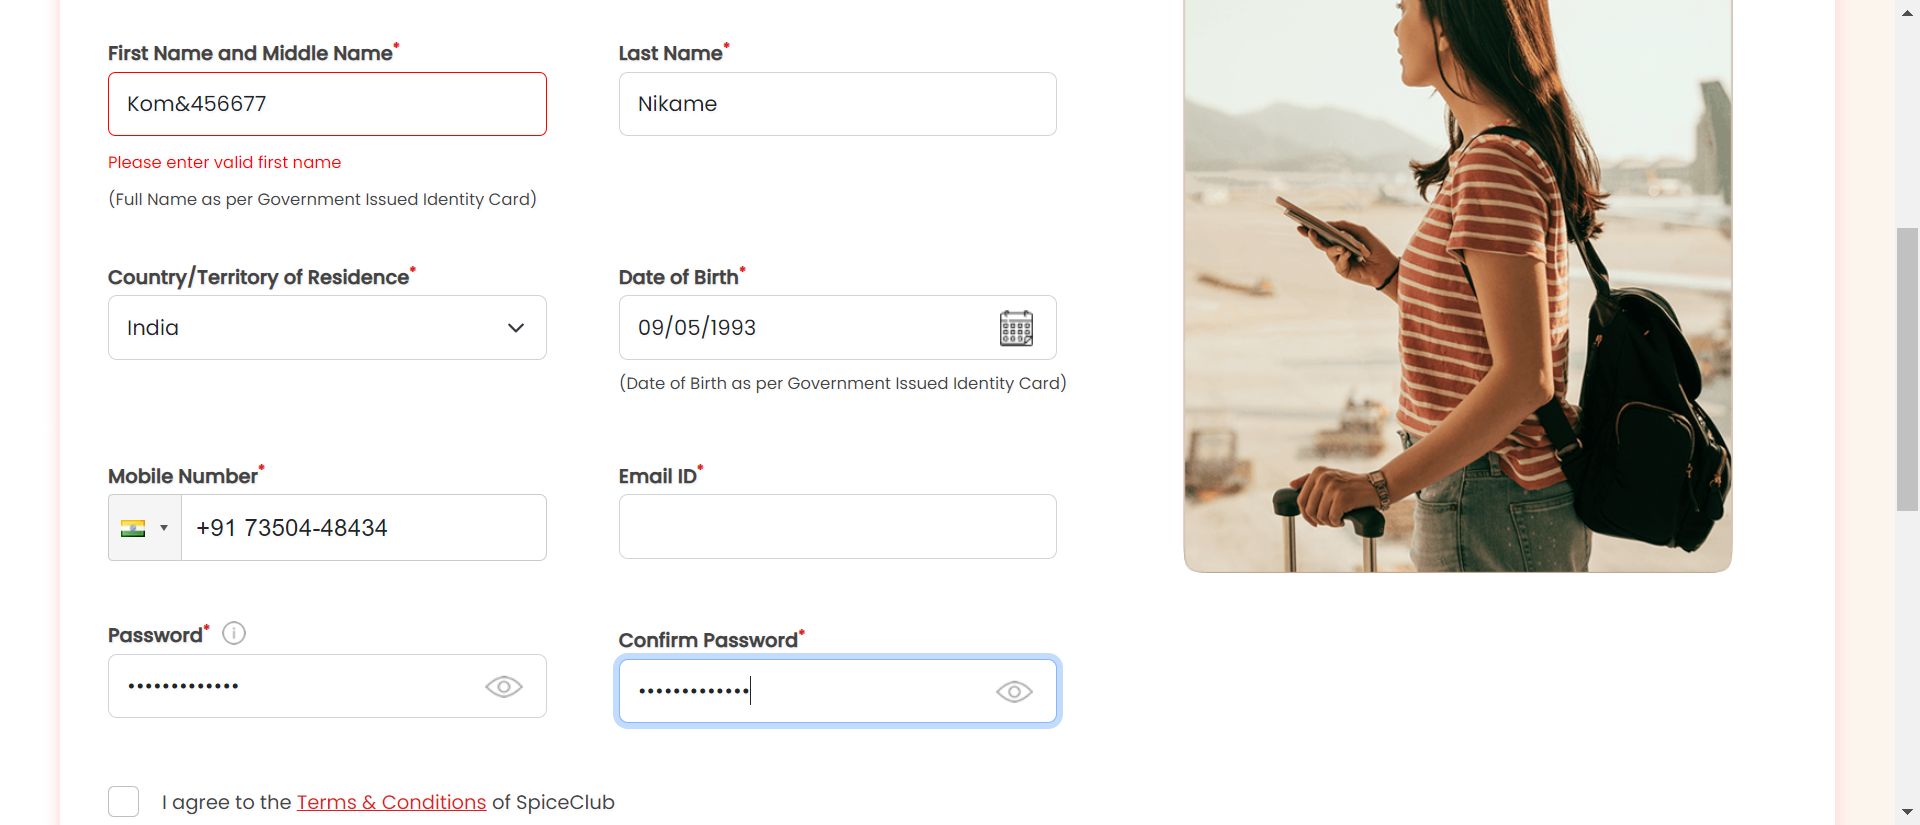 First Name and Middle Name*
Last Name*
Kom&456677
Nikame
Please enter valid first name
(Full Name as per Government Issued Identity Card)
Country/Territory of Residence*
Date of Birth*
India
09/05/1993
(Date of Birth as per Government Issued Identity Card)
Mobile Number*
Email ID*
+91 73504-48434
Password*
Confirm Password*
•••••••••••••
•••••••••••••
I agree to the Terms & Conditions of SpiceClub